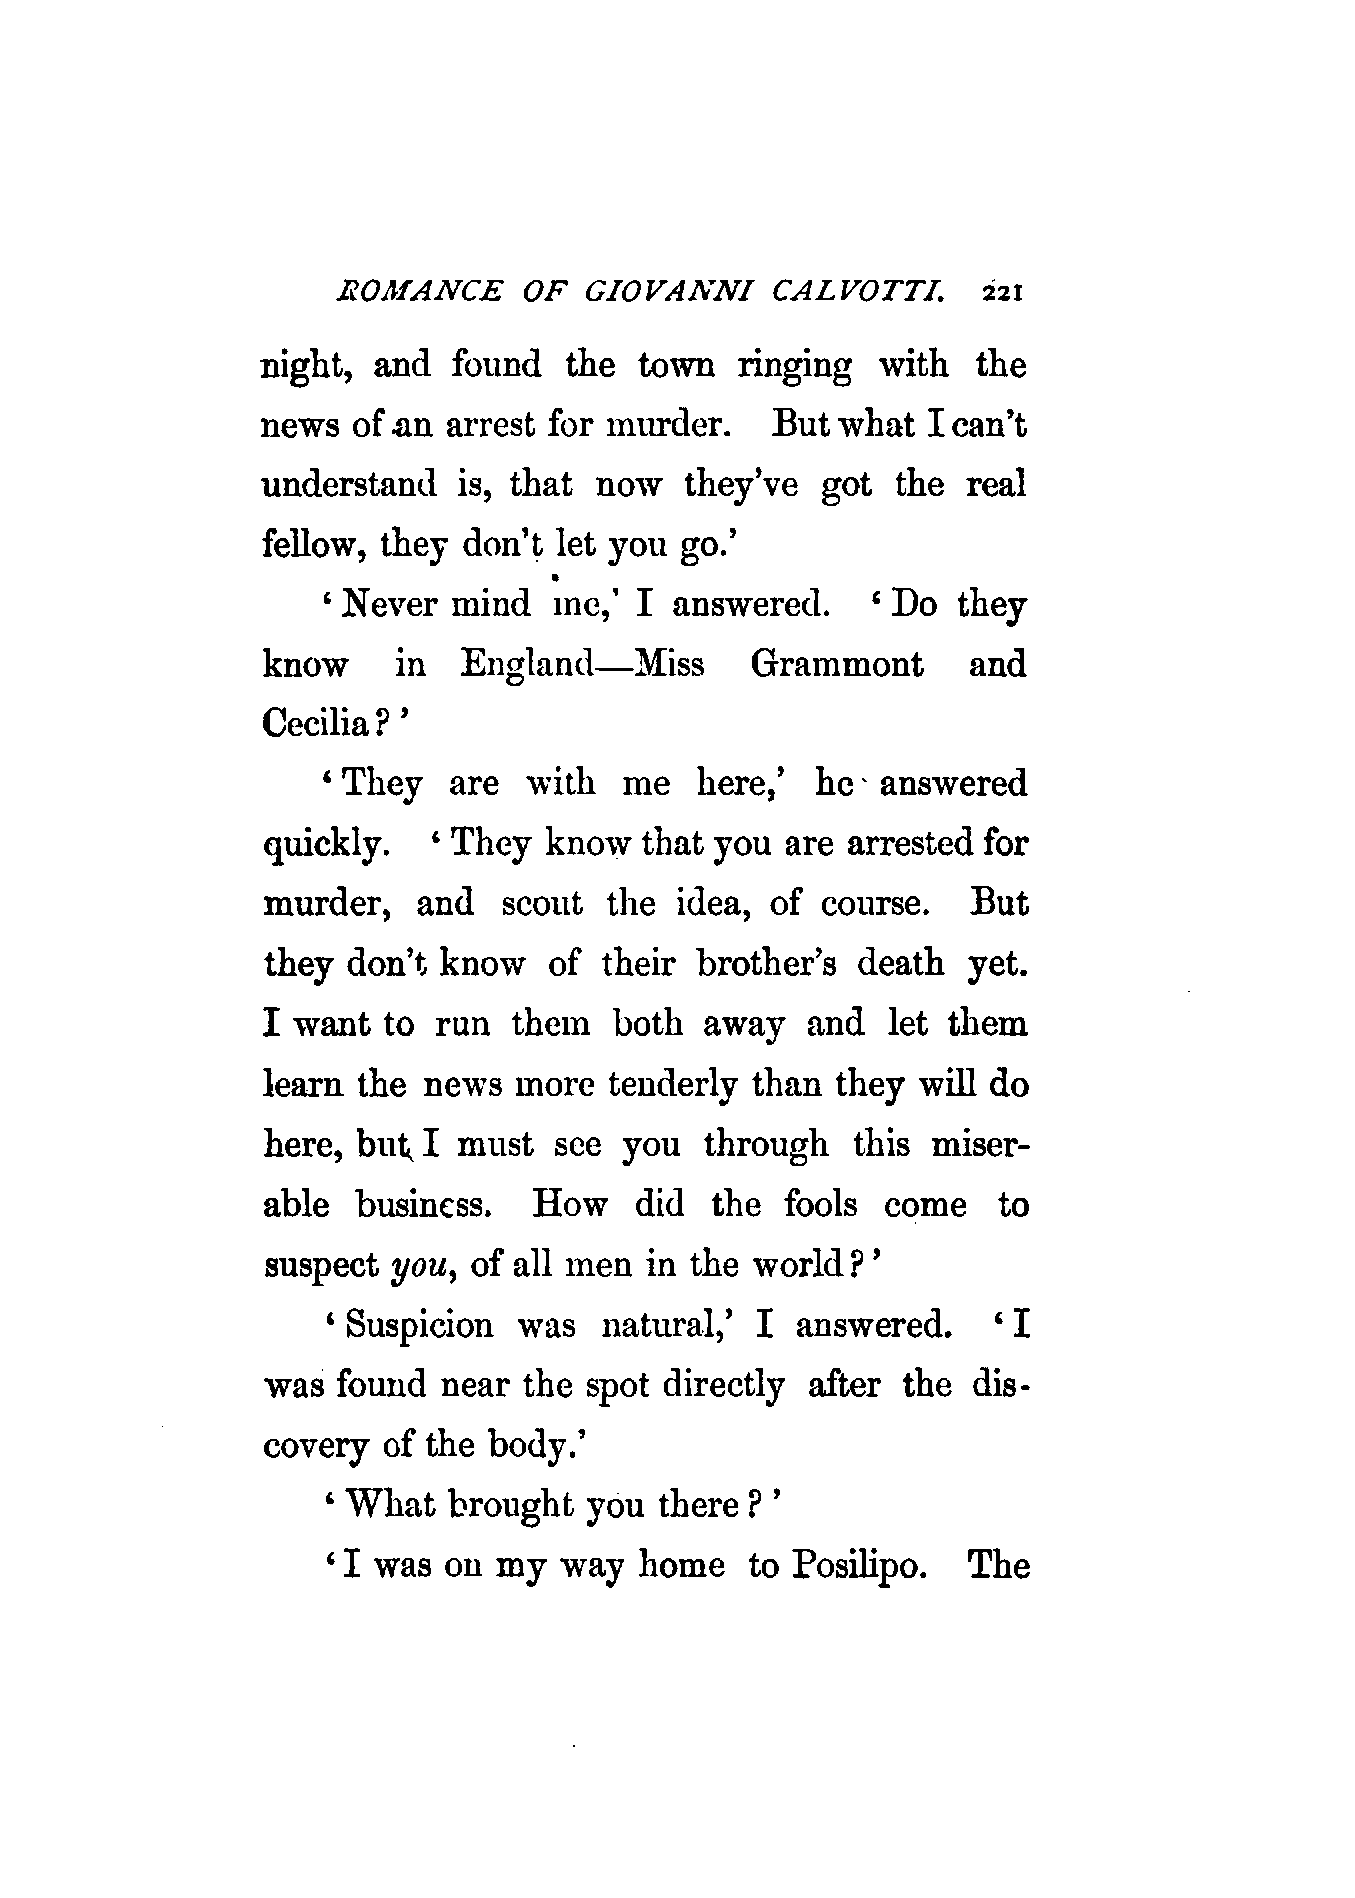 ROMANCE OF GIOVANNI CALVOTTI. 221
night, and found the town ringing with the
news of an arrest for murder. But what I can't
understand is, that now they've got the real
fellow, they don't let you go.'
'Never mind me,' I answered. 'Do they
know in England—Miss Grammont and
Cecilia?'
'They are with me here,' he answered
quickly. 'They know that you are arrested for
murder, and scout the idea, of course. But
they don't know of their brother's death yet.
I want to run them both away and let them
learn the news more tenderly than they will do
here, but I must see you through this miser-
able business. How did the fools come to
suspect you, of all men in the world?'
'Suspicion was natural,' I answered. 'I
was found near the spot directly after the dis-
covery of the body.'
'What brought you there?'
'I was on my way home to Posilipo. The